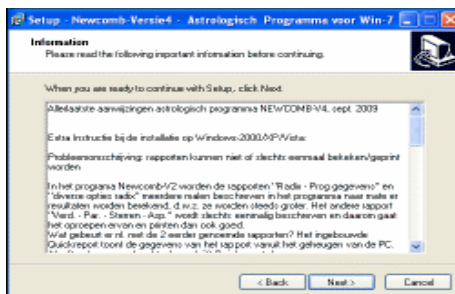 Setup - Newcomb-Versie4 - Astrologisch Programma voor Win-7
Information
Please read the following important information before continuing.
When you are ready to continue with Setup, click Next.
Allerlaatste aanwijzingen astrologisch programma NEWCOMB-V4, sept. 2009
Extra Instructie bij de installatie op Windows-2000/XP/Vista:
Probleemomschrijving: rapporten kunnen niet of slechts eenmaal bekeken/geprint
worden
In het programa Newcomb-V2 worden de rapporten "Radix - Prog gegevens" en
"diverse opties radix" meerdere malen beschreven in het programma naar mate er
resultaten worden berekend, d.w.z. ze worden steeds groter. Het andere rapport
"Verd. - Par. - Sterren - Asp." wordt slechts eenmalig beschreven en daarom gaat
het oproepen ervan en printen dan ook goed.
Wat gebeurt er nl. met de 2 eerder genoemde rapporten? Het ingebouwde
Quickreport toont de gegevens van het rapport vanuit het geheugen van de PC.
< Back
Next >
Cancel